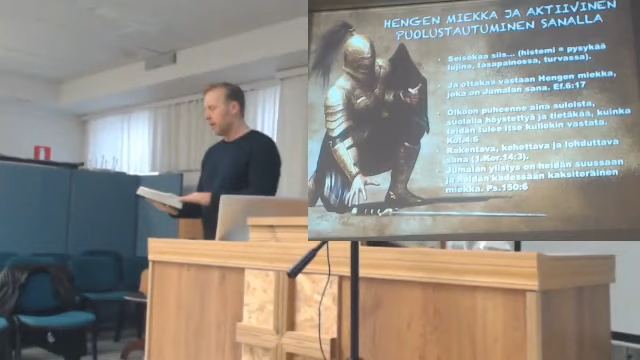 HENGEN MIEKKA JA AKTIIVINEN
PUOLUSTAUTUMINEN SANALLA
Seisokaa siis... (histemi = pysykää
lujina, tasapainossa, turvassa).
Ja ottakaa vastaan Hengen miekka,
joka on Jumalan sana. Ef.6:17
Olkoon puheenne aina suloista,
suolalla höystettyä ja tietäkää, kuinka
teidän tulee itse kullekin vastata.
Kol.4:6
Rakentava, kehottava ja lohduttava
sana (1.Kor.14:3).
Jumalan ylistys on heidän suussaan
ja heidän kädessään kaksiteräinen
miekka. Ps.150:6